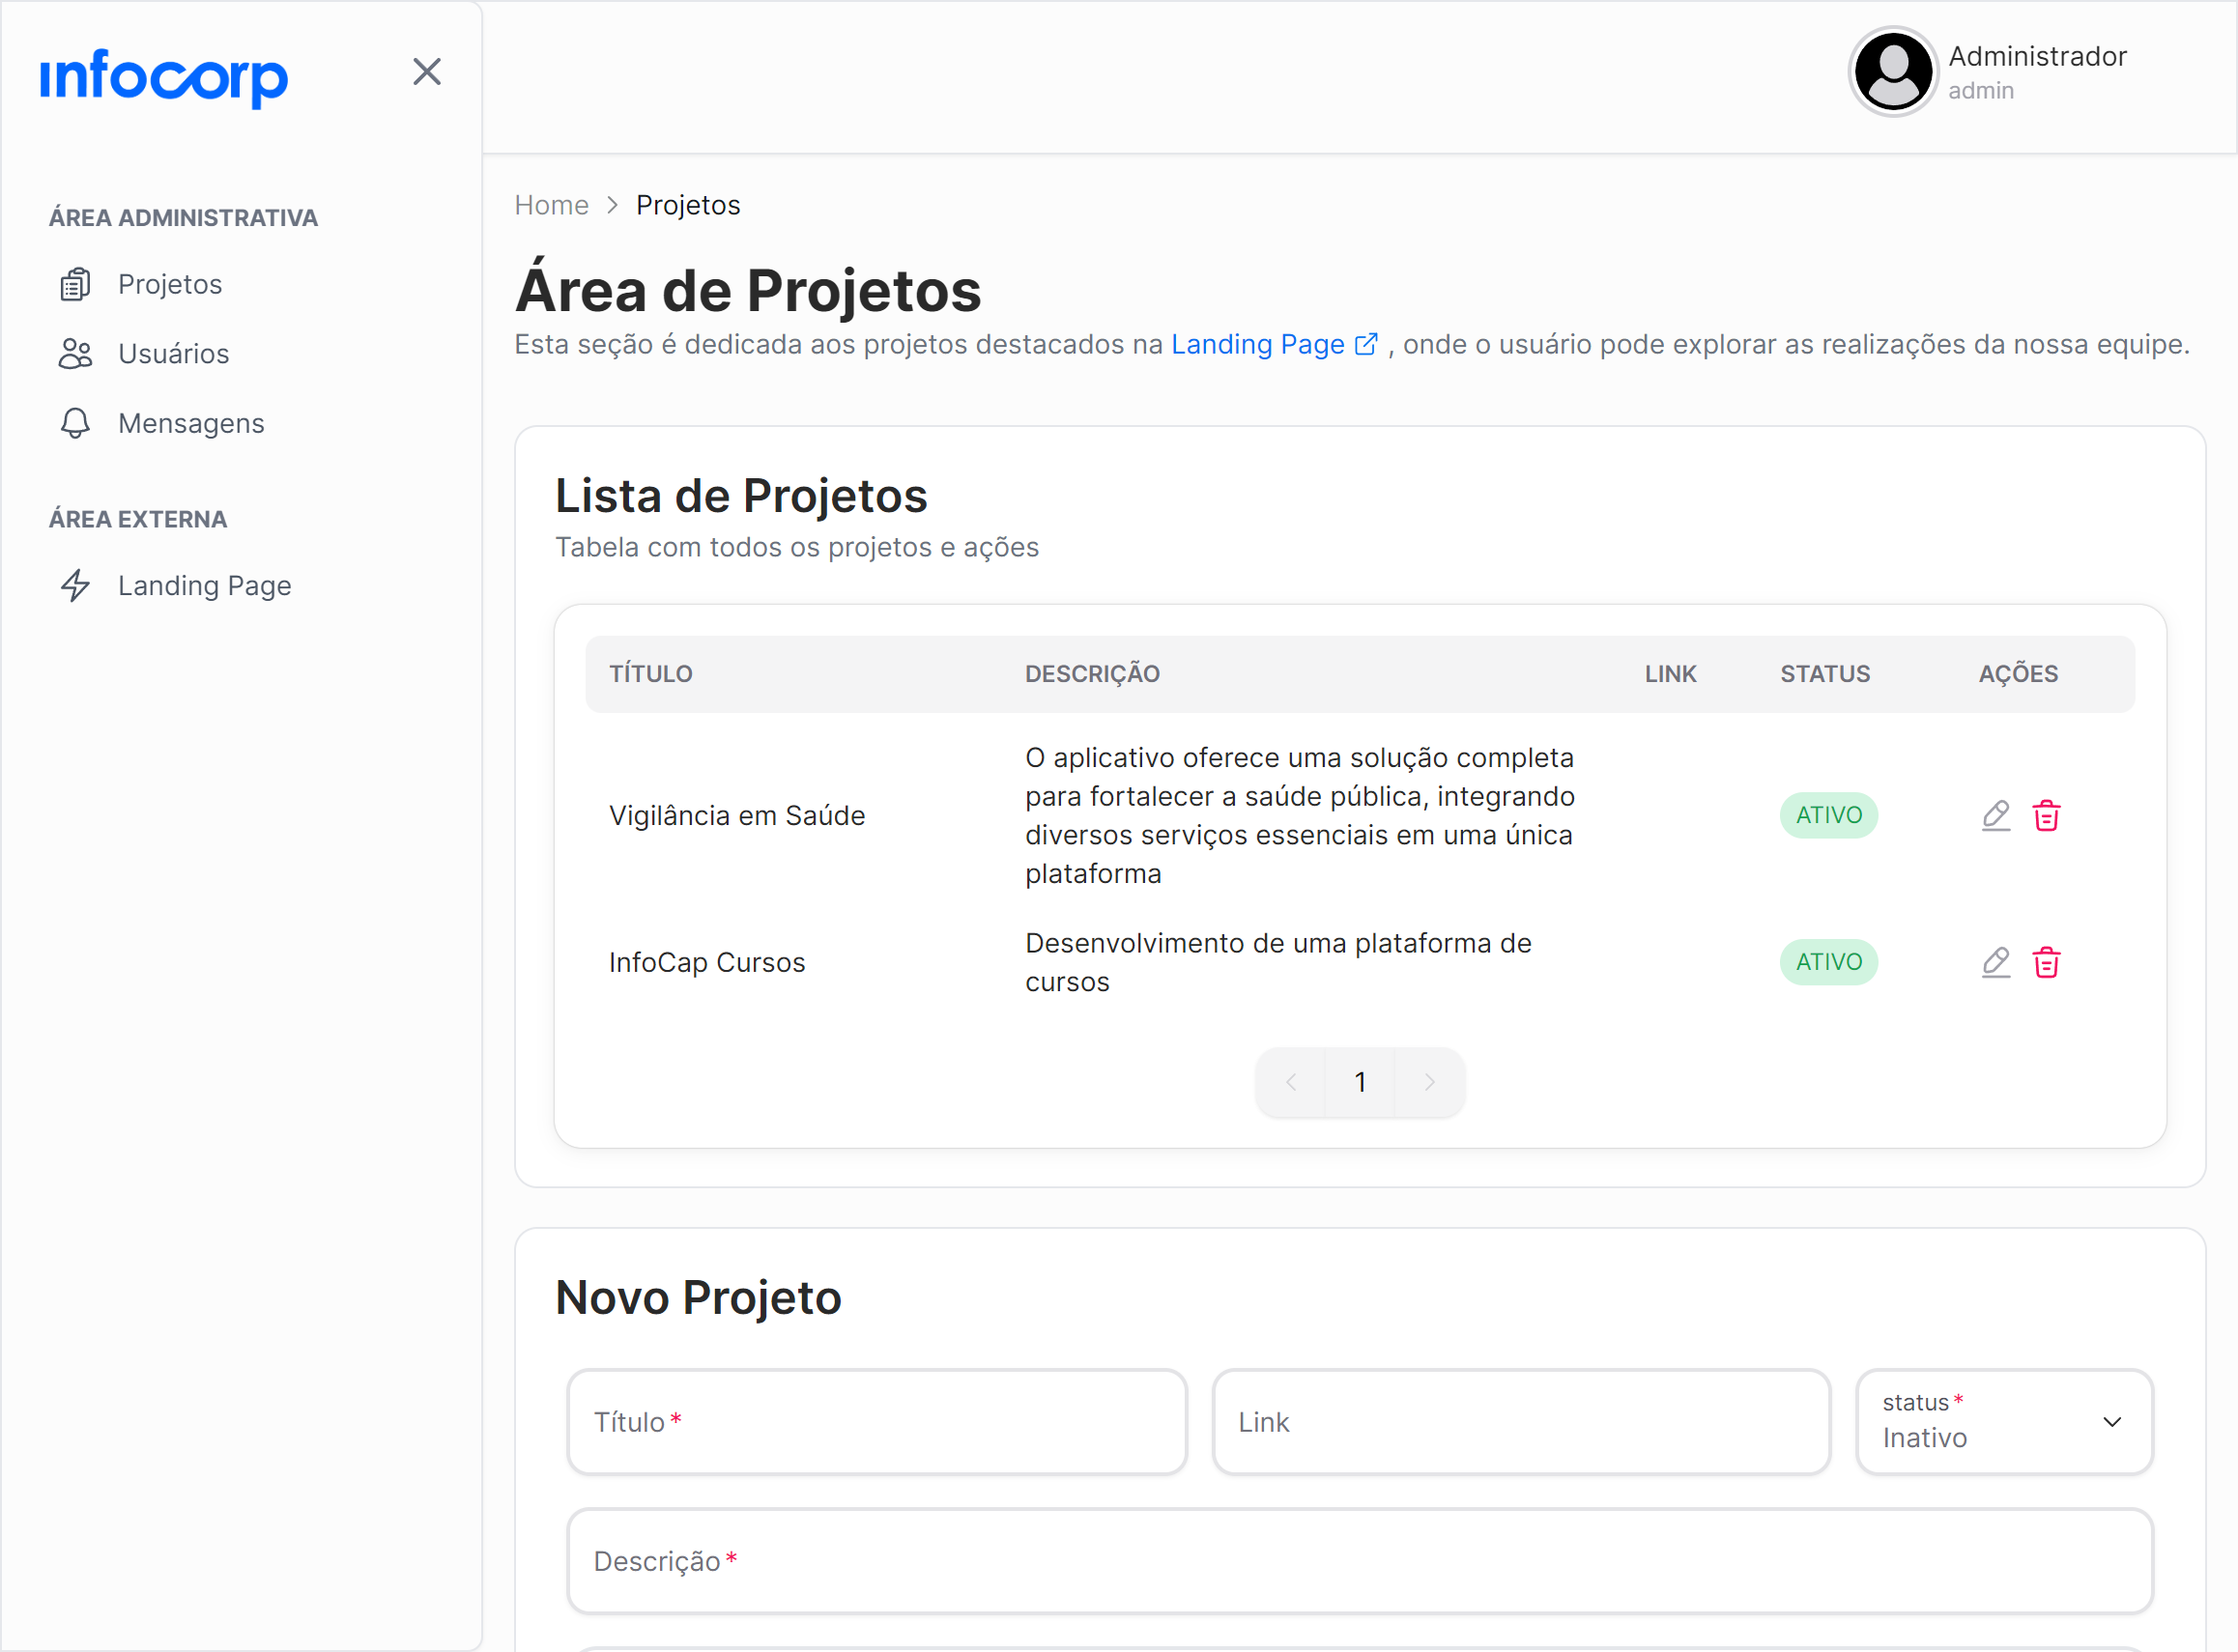 infocorp
Administrador
admin
ÁREA ADMINISTRATIVA
Projetos
Usuários
Mensagens
ÁREA EXTERNA
Landing Page
Home > Projetos
Área de Projetos
Esta seção é dedicada aos projetos destacados na Landing Page , onde o usuário pode explorar as realizações da nossa equipe.
Lista de Projetos
Tabela com todos os projetos e ações
TÍTULO DESCRIÇÃO LINK STATUS AÇÕES
Vigilância em Saúde
O aplicativo oferece uma solução completa
para fortalecer a saúde pública, integrando
diversos serviços essenciais em uma única
plataforma
ATIVO
InfoCap Cursos
Desenvolvimento de uma plataforma de
cursos
ATIVO
1
Novo Projeto
Título*
Link
status*
Inativo
Descrição*